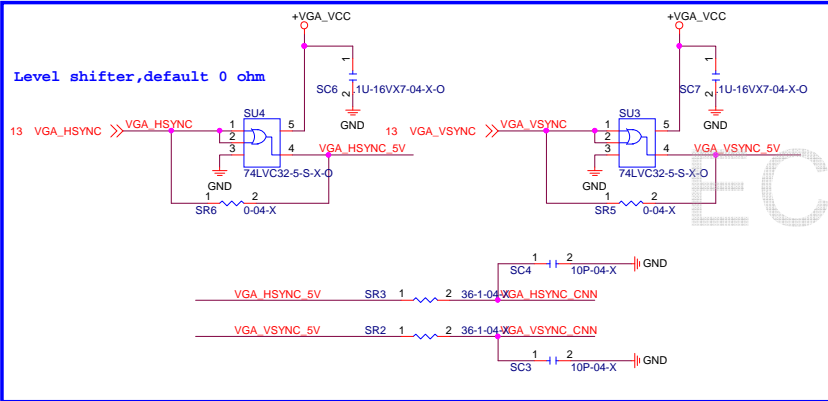 +VGA_VCC
+VGA_VCC
Level shifter,default 0 ohm
1
SC6
2
.1U-16VX7-04-X-O
GND
1
SC7
2
.1U-16VX7-04-X-O
GND
13 VGA_HSYNC
VGA_HSYNC
SU4
1
2
3
5
4
VGA_HSYNC_5V
74LVC32-5-S-X-O
GND
1
2
SR6
0-04-X
13 VGA_VSYNC
VGA_VSYNC
SU3
1
2
3
5
4
VGA_VSYNC_5V
74LVC32-5-S-X-O
GND
1
2
SR5
0-04-X
EC
1
2
SC4
10P-04-X
GND
VGA_HSYNC_5V
SR3
1
2
36-1-04-X
VGA_HSYNC_CNN
VGA_VSYNC_5V
SR2
1
2
36-1-04-X
VGA_VSYNC_CNN
1
2
SC3
10P-04-X
GND